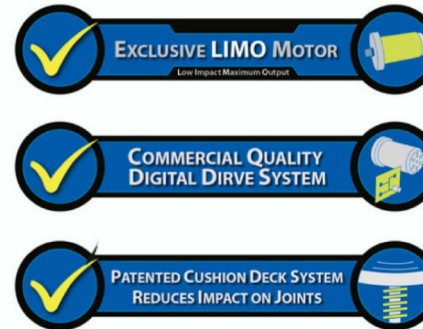 EXCLUSIVE LIMO MOTOR
Low Impact Maximum Output
COMMERCIAL QUALITY
DIGITAL DIRVE SYSTEM
PATENTED CUSHION DECK SYSTEM
REDUCES IMPACT ON JOINTS